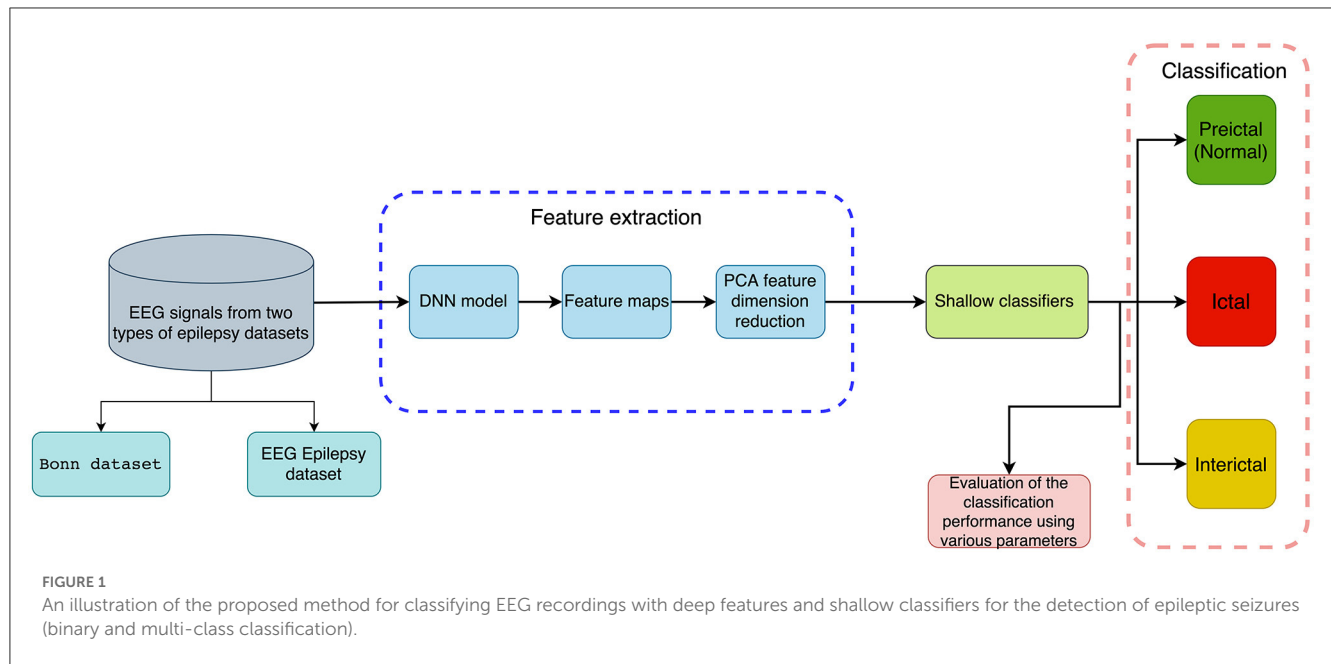 Classification
Preictal
(Normal)
Feature extraction
EEG signals from two
types of epilepsy datasets
DNN model
Feature maps
PCA feature
dimension
reduction
Shallow classifiers
Ictal
Bonn dataset
EEG Epilepsy
dataset
Interictal
Evaluation of the
classification
performance using
various parameters
FIGURE 1
An illustration of the proposed method for classifying EEG recordings with deep features and shallow classifiers for the detection of epileptic seizures
(binary and multi-class classification).